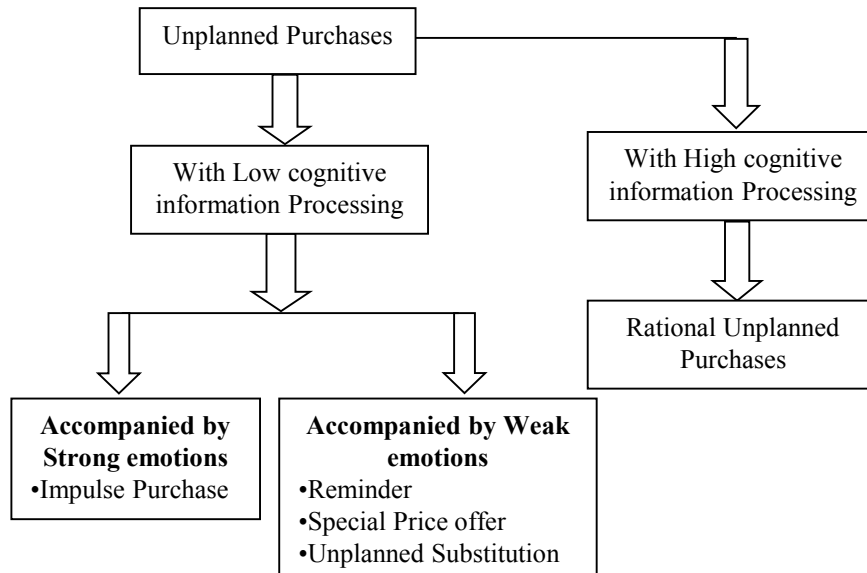 Unplanned Purchases
With Low cognitive
information Processing
With High cognitive
information Processing
Rational Unplanned
Purchases
Accompanied by
Strong emotions
•Impulse Purchase
Accompanied by Weak
emotions
•Reminder
•Special Price offer
•Unplanned Substitution